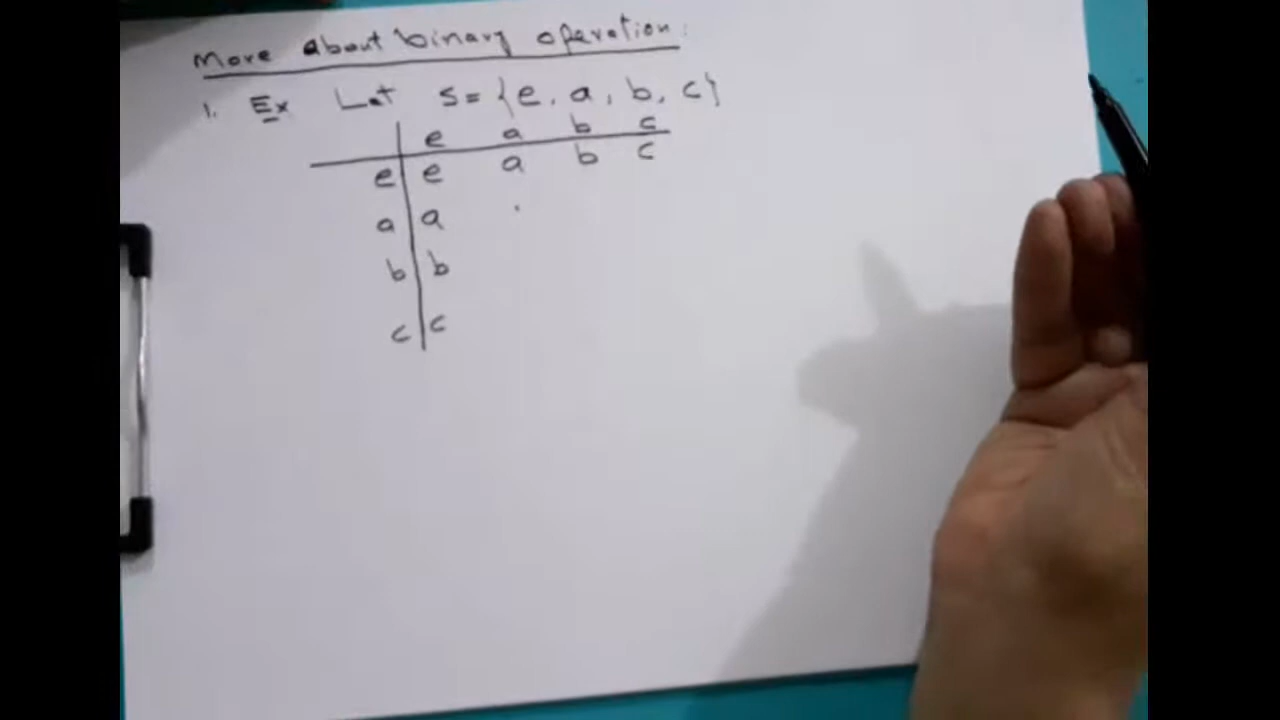 More about binary operation:
1. Ex Let S = {e, a, b, c}
e a b c
e e a b c
a a .
b b
c c